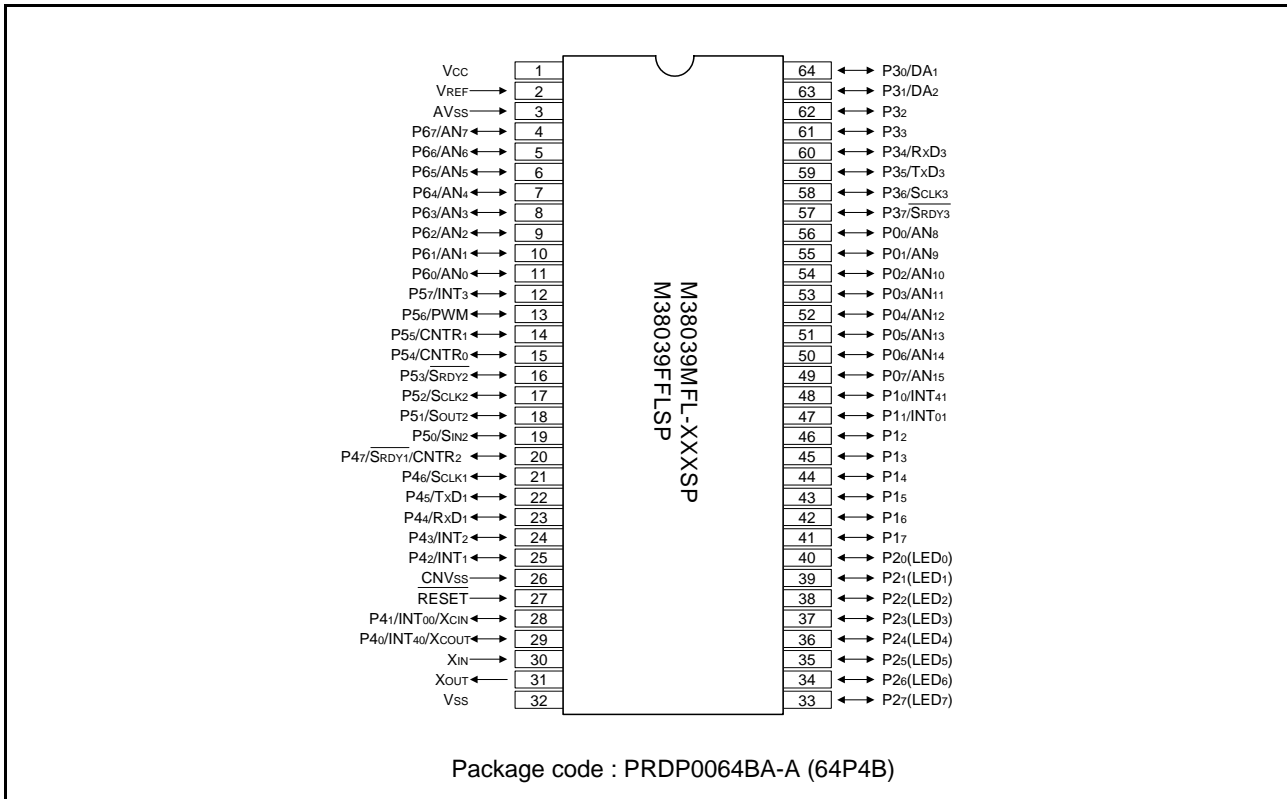 Vcc 1
VREF 2
AVss 3
P67/AN7 4
P66/AN6 5
P65/AN5 6
P64/AN4 7
P63/AN3 8
P62/AN2 9
P61/AN1 10
P60/AN0 11
P57/INT3 12
P56/PWM 13
P55/CNTR1 14
P54/CNTR0 15
P53/SRDY2 16
P52/SCLK2 17
P51/SOUT2 18
P50/SIN2 19
P47/SRDY1/CNTR2 20
P46/SCLK1 21
P45/TxD1 22
P44/RxD1 23
P43/INT2 24
P42/INT1 25
CNVss 26
RESET 27
P41/INT00/XCIN 28
P40/INT40/XCOUT 29
XIN 30
XOUT 31
Vss 32
M38039MFL-XXXSP
M38039FFLSP
64 P30/DA1
63 P31/DA2
62 P32
61 P33
60 P34/RxD3
59 P35/TxD3
58 P36/SCLK3
57 P37/SRDY3
56 P00/AN8
55 P01/AN9
54 P02/AN10
53 P03/AN11
52 P04/AN12
51 P05/AN13
50 P06/AN14
49 P07/AN15
48 P10/INT41
47 P11/INT01
46 P12
45 P13
44 P14
43 P15
42 P16
41 P17
40 P20(LED0)
39 P21(LED1)
38 P22(LED2)
37 P23(LED3)
36 P24(LED4)
35 P25(LED5)
34 P26(LED6)
33 P27(LED7)
Package code : PRDP0064BA-A (64P4B)